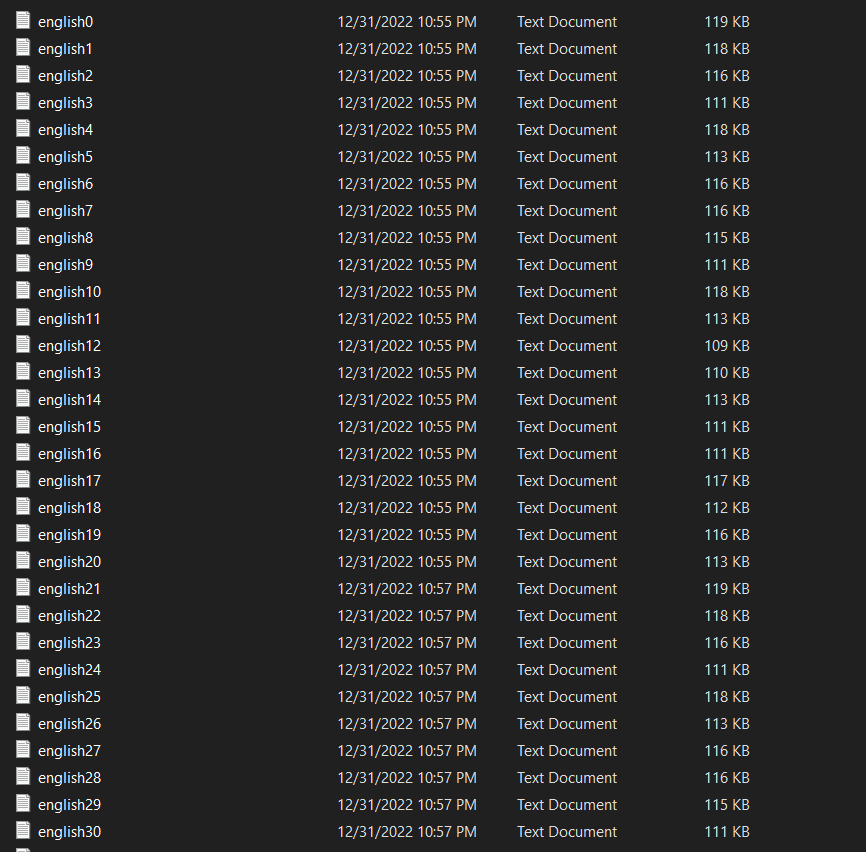 english0 12/31/2022 10:55 PM Text Document 119 KB
english1 12/31/2022 10:55 PM Text Document 118 KB
english2 12/31/2022 10:55 PM Text Document 116 KB
english3 12/31/2022 10:55 PM Text Document 111 KB
english4 12/31/2022 10:55 PM Text Document 118 KB
english5 12/31/2022 10:55 PM Text Document 113 KB
english6 12/31/2022 10:55 PM Text Document 116 KB
english7 12/31/2022 10:55 PM Text Document 116 KB
english8 12/31/2022 10:55 PM Text Document 115 KB
english9 12/31/2022 10:55 PM Text Document 111 KB
english10 12/31/2022 10:55 PM Text Document 118 KB
english11 12/31/2022 10:55 PM Text Document 113 KB
english12 12/31/2022 10:55 PM Text Document 109 KB
english13 12/31/2022 10:55 PM Text Document 110 KB
english14 12/31/2022 10:55 PM Text Document 113 KB
english15 12/31/2022 10:55 PM Text Document 111 KB
english16 12/31/2022 10:55 PM Text Document 111 KB
english17 12/31/2022 10:55 PM Text Document 117 KB
english18 12/31/2022 10:55 PM Text Document 112 KB
english19 12/31/2022 10:55 PM Text Document 116 KB
english20 12/31/2022 10:55 PM Text Document 113 KB
english21 12/31/2022 10:57 PM Text Document 119 KB
english22 12/31/2022 10:57 PM Text Document 118 KB
english23 12/31/2022 10:57 PM Text Document 116 KB
english24 12/31/2022 10:57 PM Text Document 111 KB
english25 12/31/2022 10:57 PM Text Document 118 KB
english26 12/31/2022 10:57 PM Text Document 113 KB
english27 12/31/2022 10:57 PM Text Document 116 KB
english28 12/31/2022 10:57 PM Text Document 116 KB
english29 12/31/2022 10:57 PM Text Document 115 KB
english30 12/31/2022 10:57 PM Text Document 111 KB